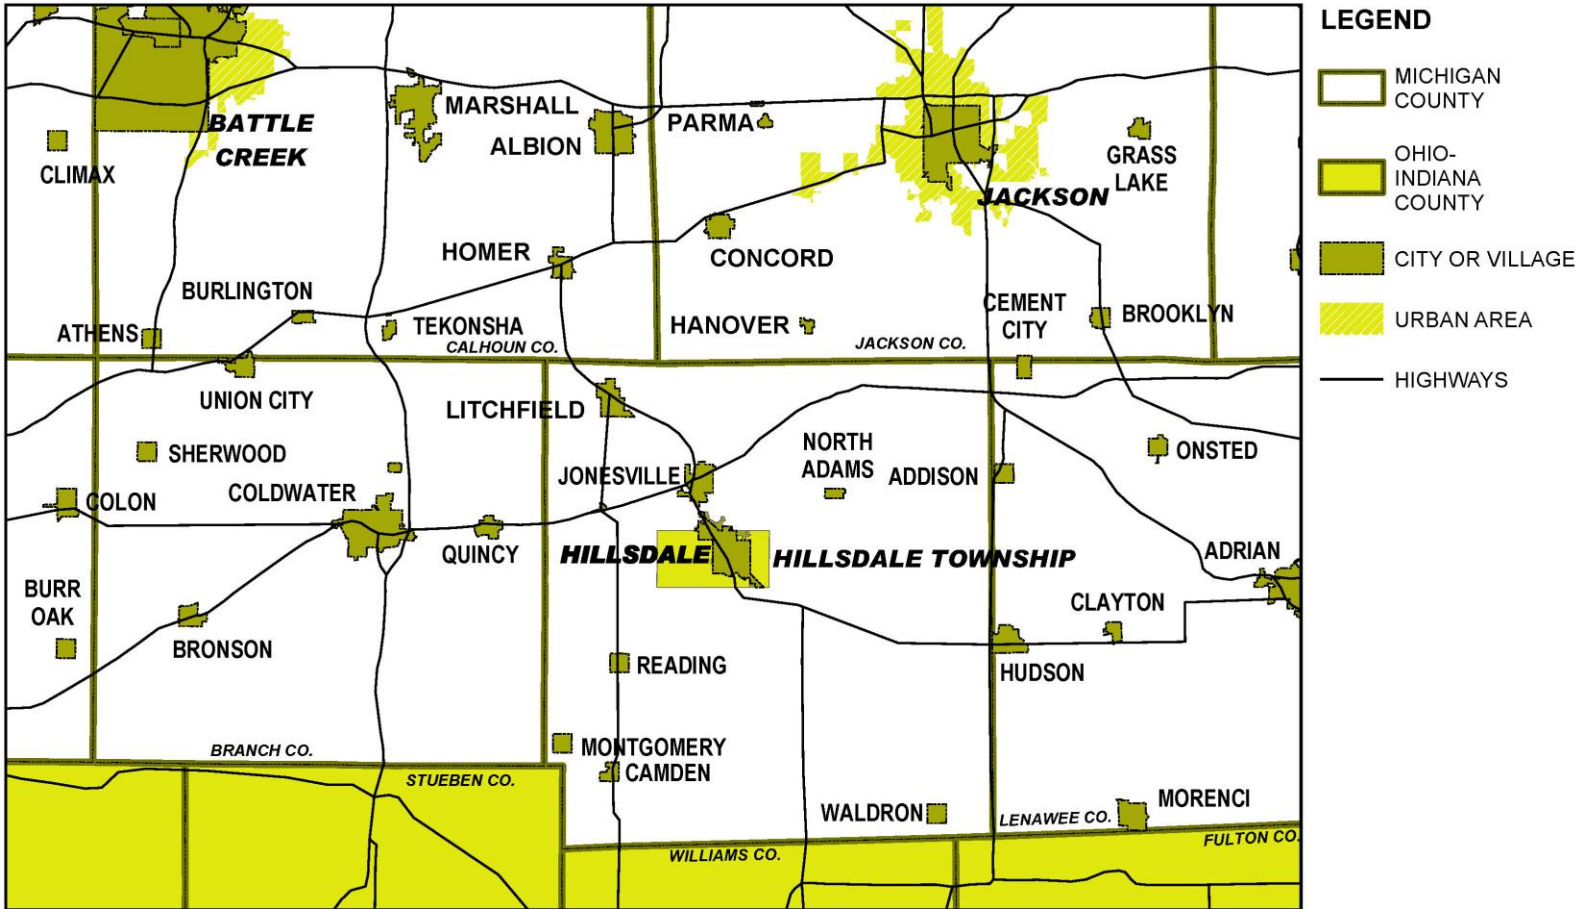 LEGEND
MICHIGAN
COUNTY
OHIO-
INDIANA
COUNTY
CITY OR VILLAGE
URBAN AREA
HIGHWAYS
BATTLE
CREEK
CLIMAX
MARSHALL
ALBION
PARMA
JACKSON
GRASS
LAKE
HOMER
CONCORD
BURLINGTON
ATHENS
TEKONSHA
CALHOUN CO.
HANOVER
JACKSON CO.
CEMENT
CITY
BROOKLYN
UNION CITY
LITCHFIELD
SHERWOOD
COLON
COLDWATER
QUINCY
JONESVILLE
NORTH
ADAMS
ADDISON
ONSTED
HILLSDALE
HILLSDALE TOWNSHIP
ADRIAN
BURR
OAK
BRONSON
CLAYTON
HUDSON
READING
MONTGOMERY
CAMDEN
BRANCH CO.
STUEBEN CO.
WALDRON
LENAWEE CO.
MORENCI
WILLIAMS CO.
FULTON CO.